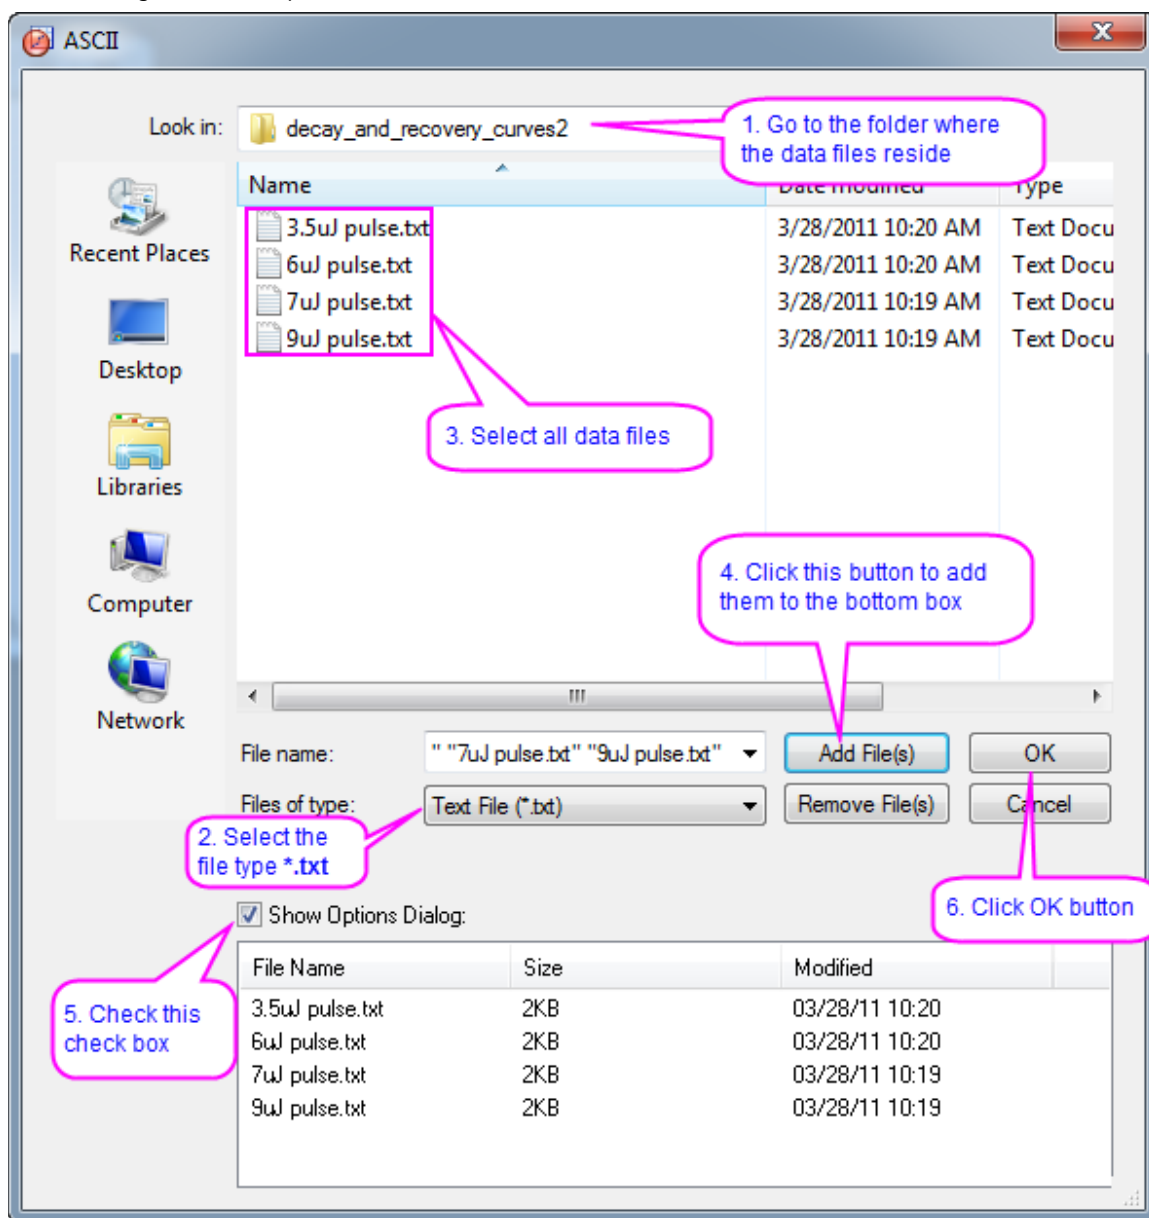 ASCII
Look in: decay_and_recovery_curves2
1. Go to the folder where
the data files reside
Name Date modified Type
3.5uJ pulse.txt 3/28/2011 10:20 AM Text Docu
6uJ pulse.txt 3/28/2011 10:20 AM Text Docu
7uJ pulse.txt 3/28/2011 10:19 AM Text Docu
9uJ pulse.txt 3/28/2011 10:19 AM Text Docu
Recent Places
Desktop
Libraries
Computer
Network
3. Select all data files
4. Click this button to add
them to the bottom box
File name: " "7uJ pulse.txt" "9uJ pulse.txt" Add File(s) OK
Files of type: Text File (*.txt) Remove File(s) Cancel
2. Select the
file type *.txt
6. Click OK button
Show Options Dialog:
5. Check this
check box
File Name Size Modified
3.5uJ pulse.txt 2KB 03/28/11 10:20
6uJ pulse.txt 2KB 03/28/11 10:20
7uJ pulse.txt 2KB 03/28/11 10:19
9uJ pulse.txt 2KB 03/28/11 10:19